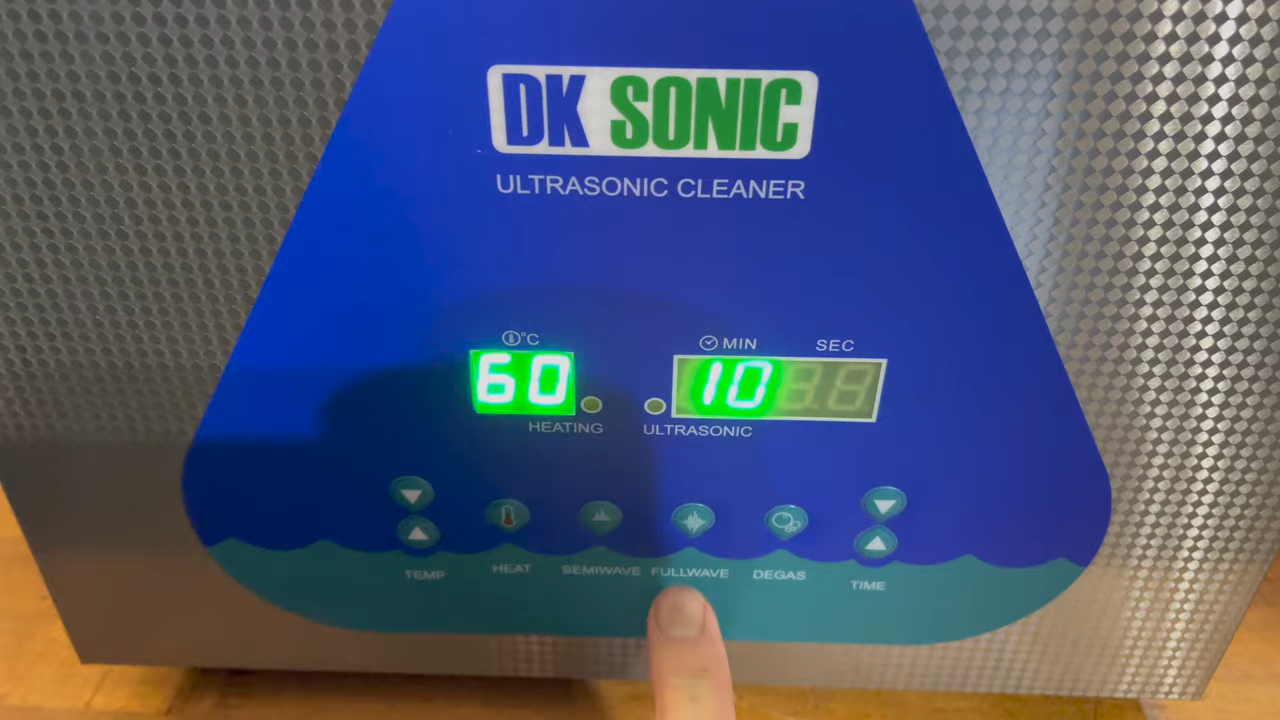 DK SONIC
ULTRASONIC CLEANER
°C
MIN SEC
60 10
HEATING ULTRASONIC
TEMP HEAT SEMIWAVE FULLWAVE DEGAS TIME